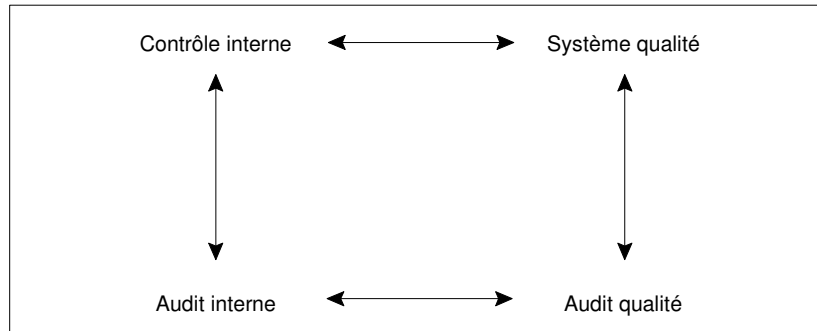 Contrôle interne
Système qualité
Audit interne
Audit qualité